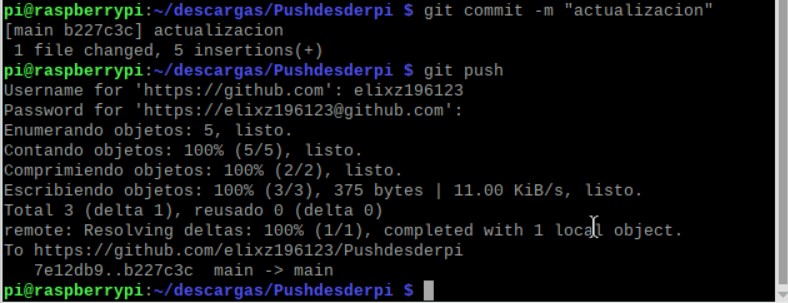 pi@raspberrypi:~/descargas/Pushdesderpi $ git commit -m "actualizacion"
[main b227c3c] actualizacion
 1 file changed, 5 insertions(+)
pi@raspberrypi:~/descargas/Pushdesderpi $ git push
Username for 'https://github.com': elixz196123
Password for 'https://elixz196123@github.com':
Enumerando objetos: 5, listo.
Contando objetos: 100% (5/5), listo.
Comprimiendo objetos: 100% (2/2), listo.
Escribiendo objetos: 100% (3/3), 375 bytes | 11.00 KiB/s, listo.
Total 3 (delta 1), reusado 0 (delta 0)
remote: Resolving deltas: 100% (1/1), completed with 1 local object.
To https://github.com/elixz196123/Pushdesderpi
   7e12db9..b227c3c  main -> main
pi@raspberrypi:~/descargas/Pushdesderpi $